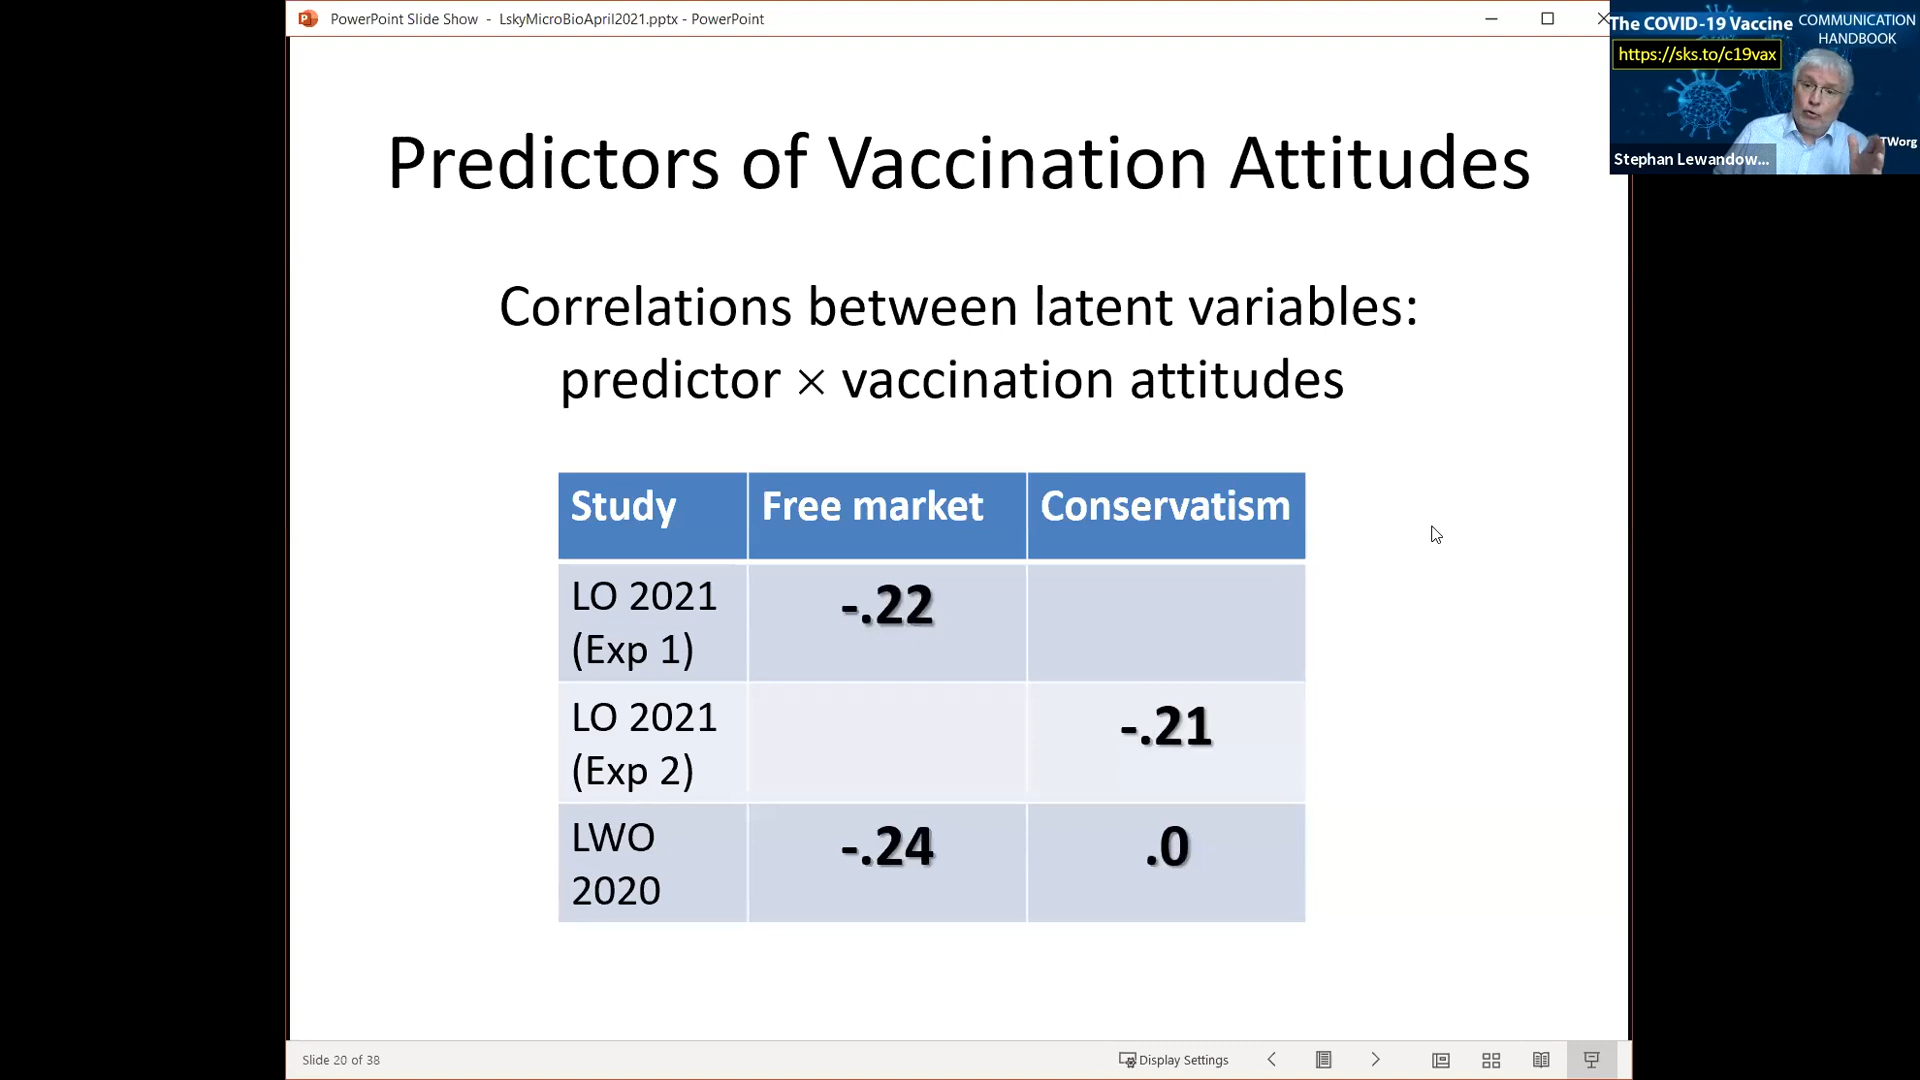 PowerPoint Slide Show - LskyMicroBioApril2021.pptx - PowerPoint
The COVID-19 Vaccine COMMUNICATION
HANDBOOK
https://sks.to/c19vax
TWorg
Stephan Lewandow...
Predictors of Vaccination Attitudes
Correlations between latent variables:
predictor × vaccination attitudes
Study Free market Conservatism
LO 2021 -.22
(Exp 1)
LO 2021 -.21
(Exp 2)
LWO -.24 .0
2020
Slide 20 of 38
Display Settings